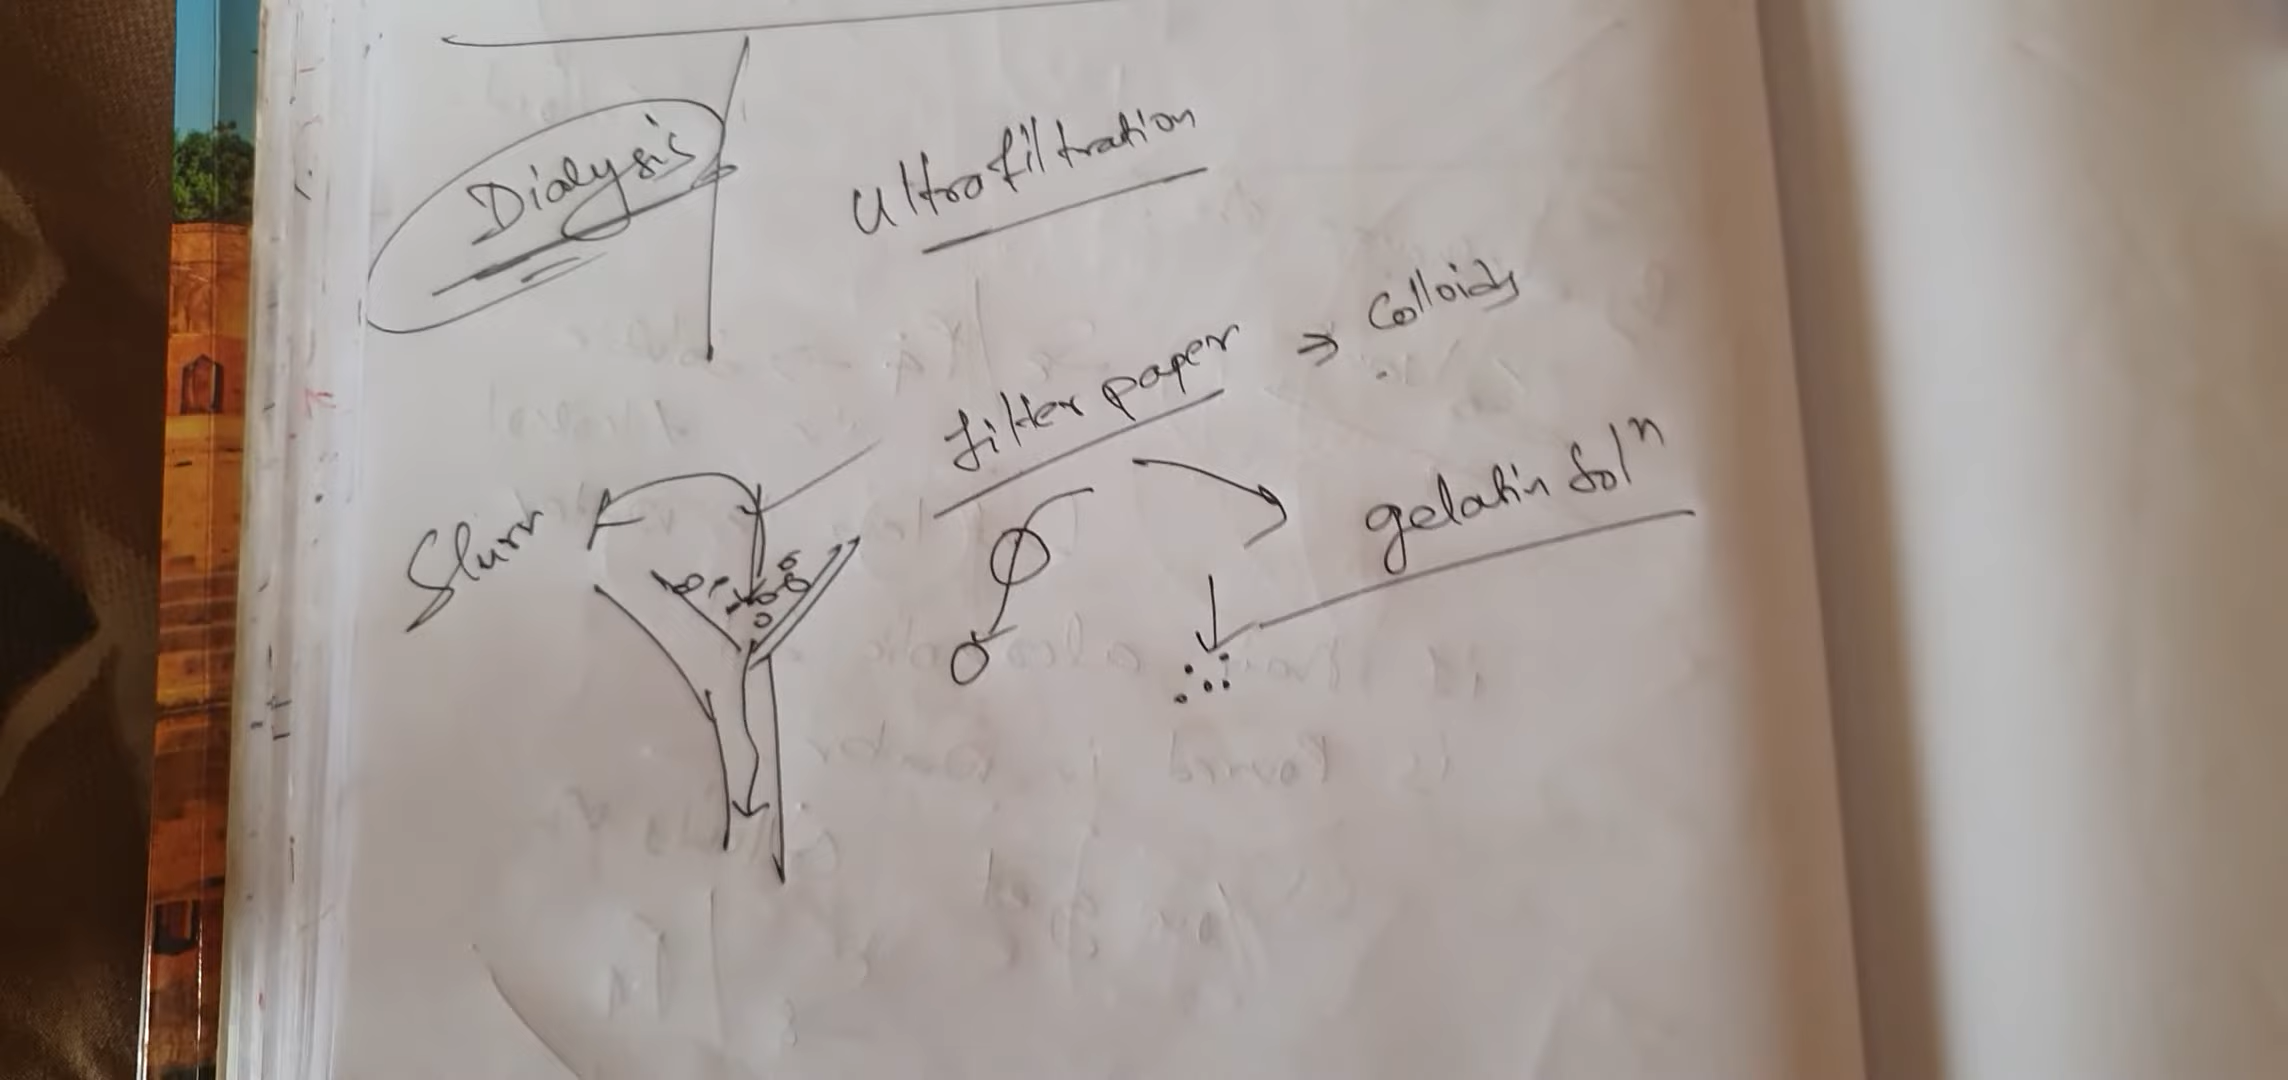 Dialysis
Ultrafiltration
filter paper ⇒ Colloids
gelatin solⁿ
Slurr